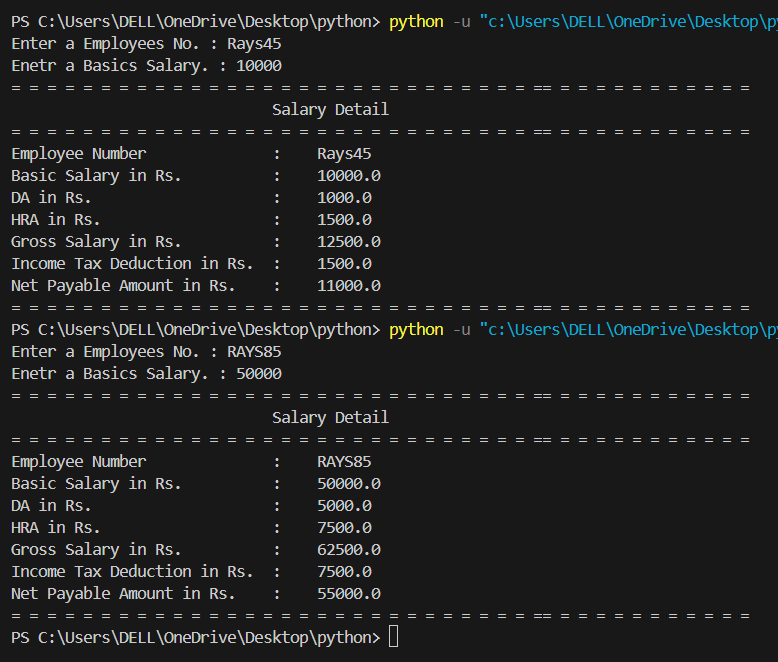 PS C:\Users\DELL\OneDrive\Desktop\python> python -u "c:\Users\DELL\OneDrive\Desktop\py
Enter a Employees No. : Rays45
Enetr a Basics Salary. : 10000
= = = = = = = = = = = = = = = = = = = = = = = = = = = = = == = = = = = = = = = = =
Salary Detail
= = = = = = = = = = = = = = = = = = = = = = = = = = = = = == = = = = = = = = = = =
Employee Number : Rays45
Basic Salary in Rs. : 10000.0
DA in Rs. : 1000.0
HRA in Rs. : 1500.0
Gross Salary in Rs. : 12500.0
Income Tax Deduction in Rs. : 1500.0
Net Payable Amount in Rs. : 11000.0
= = = = = = = = = = = = = = = = = = = = = = = = = = = = = == = = = = = = = = = = =
PS C:\Users\DELL\OneDrive\Desktop\python> python -u "c:\Users\DELL\OneDrive\Desktop\py
Enter a Employees No. : RAYS85
Enetr a Basics Salary. : 50000
= = = = = = = = = = = = = = = = = = = = = = = = = = = = = == = = = = = = = = = = =
Salary Detail
= = = = = = = = = = = = = = = = = = = = = = = = = = = = = == = = = = = = = = = = =
Employee Number : RAYS85
Basic Salary in Rs. : 50000.0
DA in Rs. : 5000.0
HRA in Rs. : 7500.0
Gross Salary in Rs. : 62500.0
Income Tax Deduction in Rs. : 7500.0
Net Payable Amount in Rs. : 55000.0
= = = = = = = = = = = = = = = = = = = = = = = = = = = = = == = = = = = = = = = = =
PS C:\Users\DELL\OneDrive\Desktop\python>